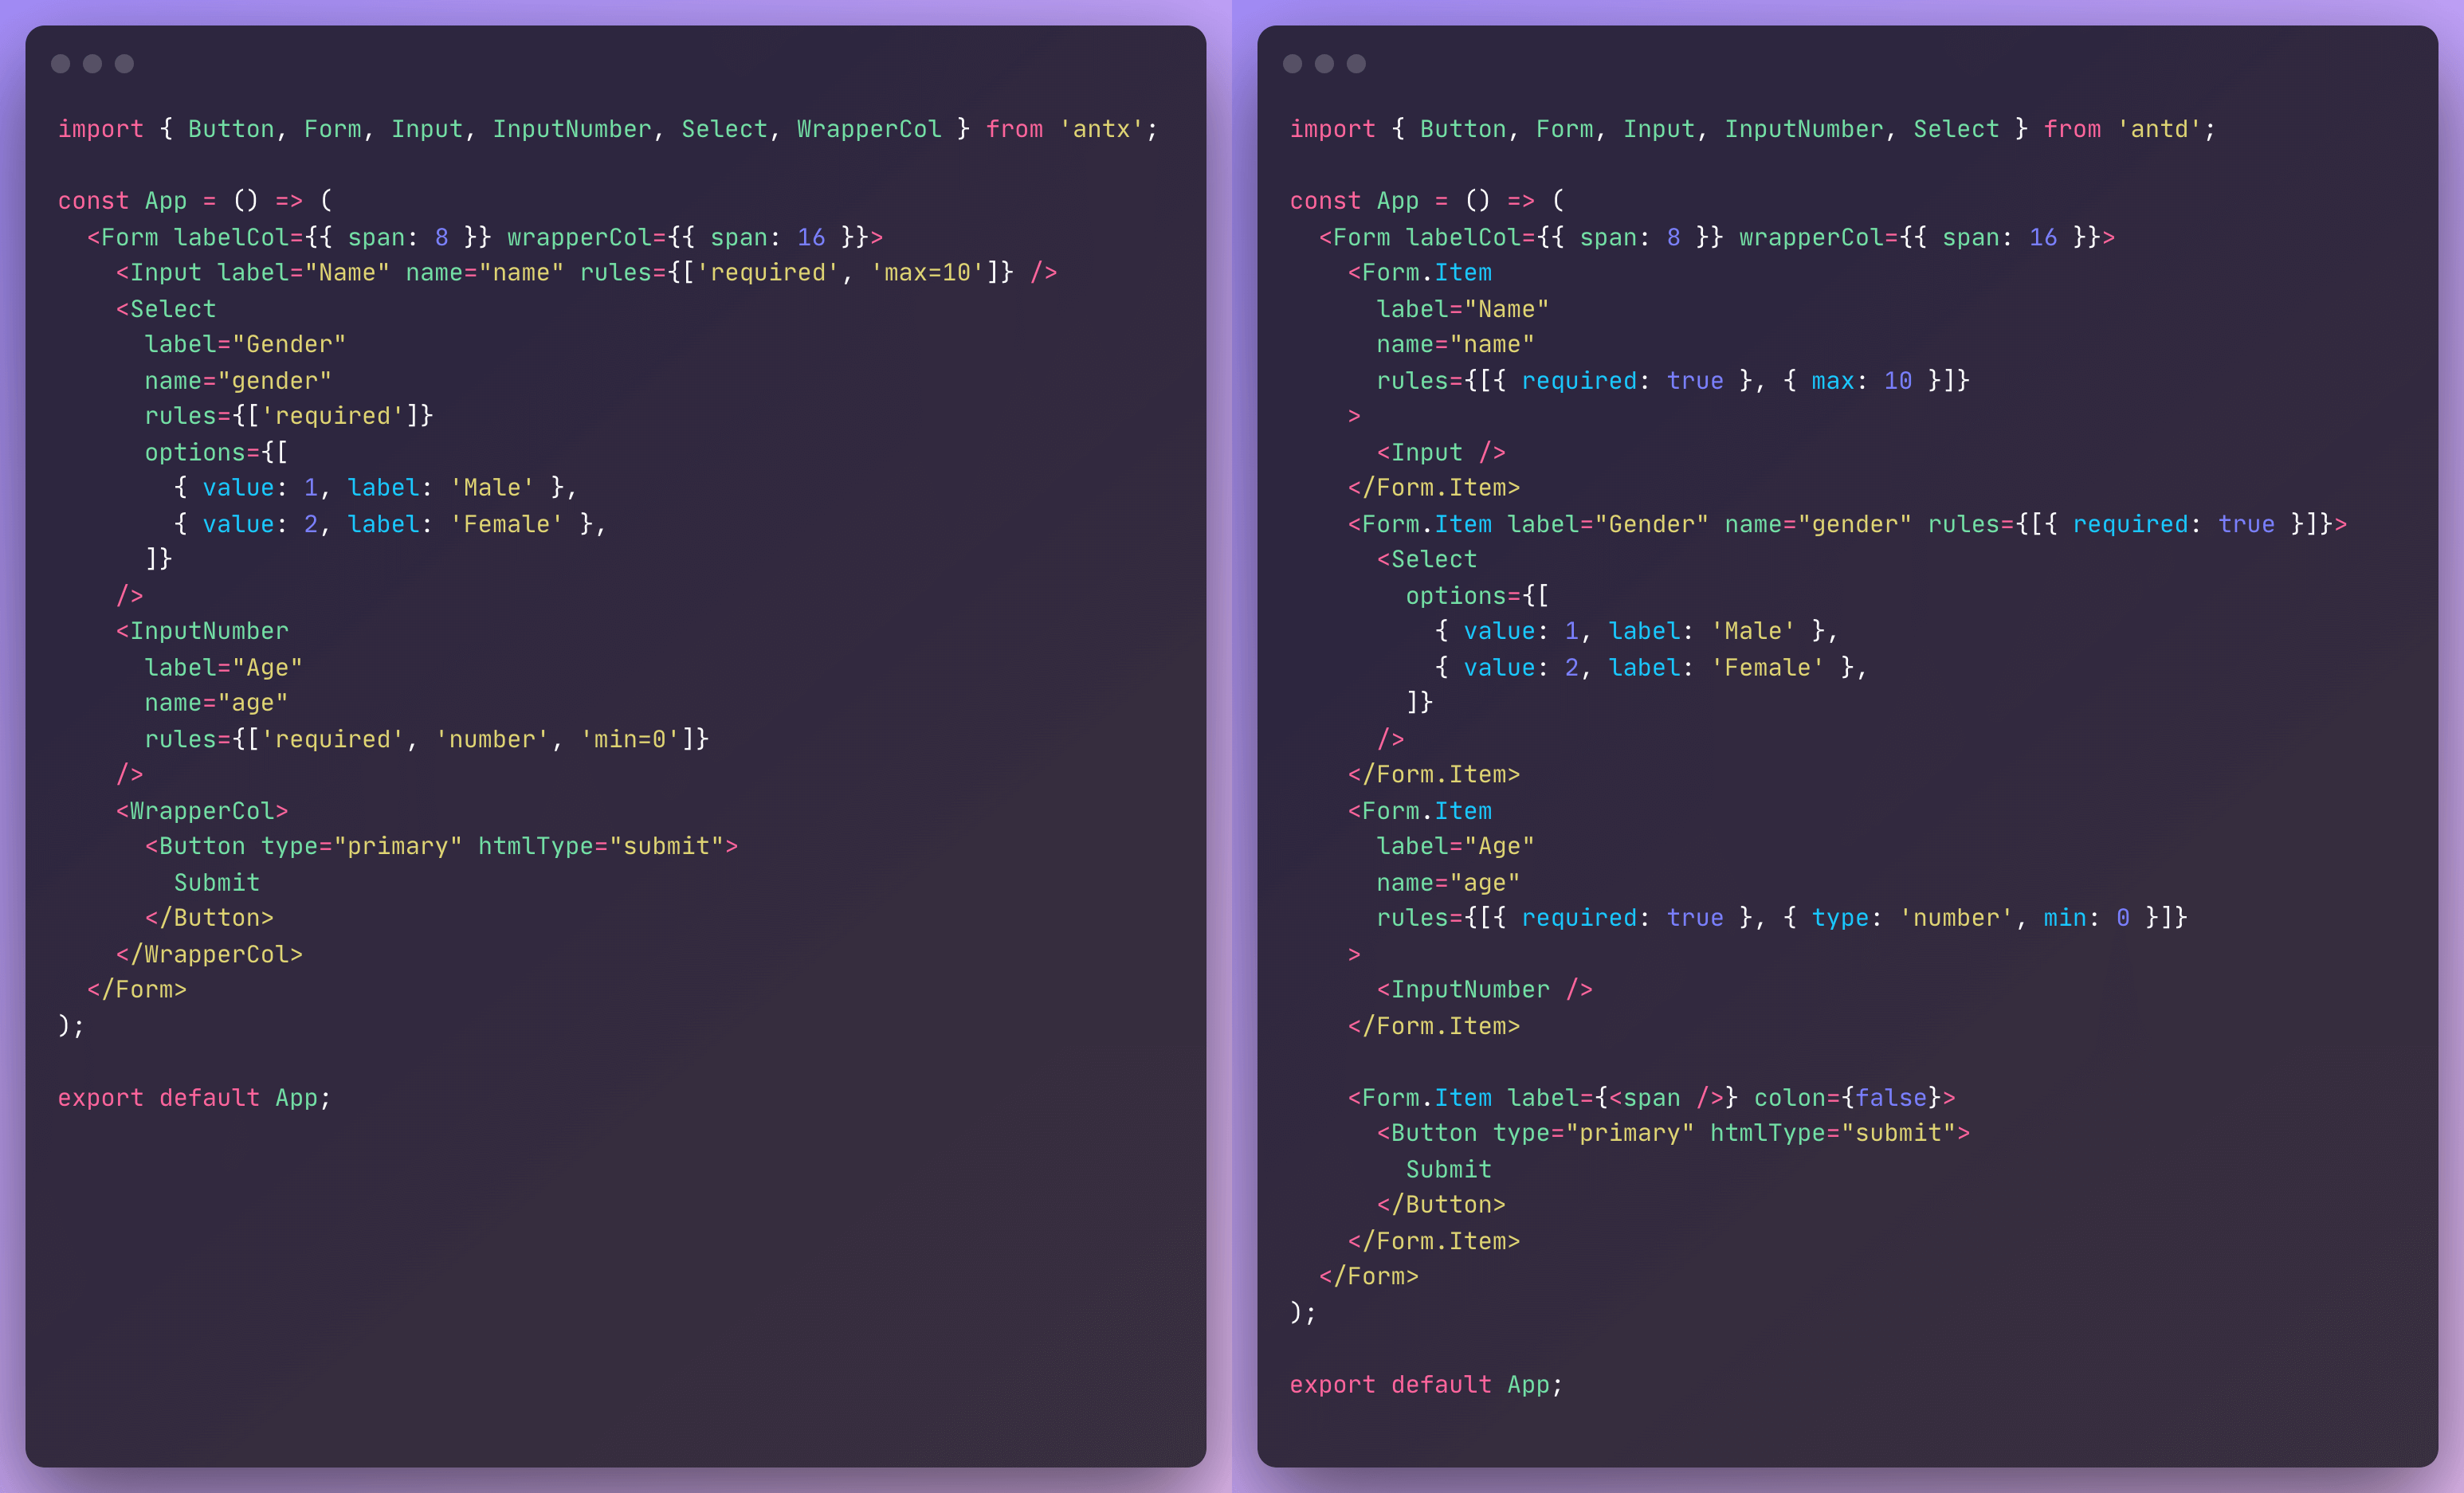 import { Button, Form, Input, InputNumber, Select, WrapperCol } from 'antx';

const App = () => (
  <Form labelCol={{ span: 8 }} wrapperCol={{ span: 16 }}>
    <Input label="Name" name="name" rules={['required', 'max=10']} />
    <Select
      label="Gender"
      name="gender"
      rules={['required']}
      options={[
        { value: 1, label: 'Male' },
        { value: 2, label: 'Female' },
      ]}
    />
    <InputNumber
      label="Age"
      name="age"
      rules={['required', 'number', 'min=0']}
    />
    <WrapperCol>
      <Button type="primary" htmlType="submit">
        Submit
      </Button>
    </WrapperCol>
  </Form>
);

export default App;

import { Button, Form, Input, InputNumber, Select } from 'antd';

const App = () => (
  <Form labelCol={{ span: 8 }} wrapperCol={{ span: 16 }}>
    <Form.Item
      label="Name"
      name="name"
      rules={[{ required: true }, { max: 10 }]}
    >
      <Input />
    </Form.Item>
    <Form.Item label="Gender" name="gender" rules={[{ required: true }]}>
      <Select
        options={[
          { value: 1, label: 'Male' },
          { value: 2, label: 'Female' },
        ]}
      />
    </Form.Item>
    <Form.Item
      label="Age"
      name="age"
      rules={[{ required: true }, { type: 'number', min: 0 }]}
    >
      <InputNumber />
    </Form.Item>

    <Form.Item label={<span />} colon={false}>
      <Button type="primary" htmlType="submit">
        Submit
      </Button>
    </Form.Item>
  </Form>
);

export default App;